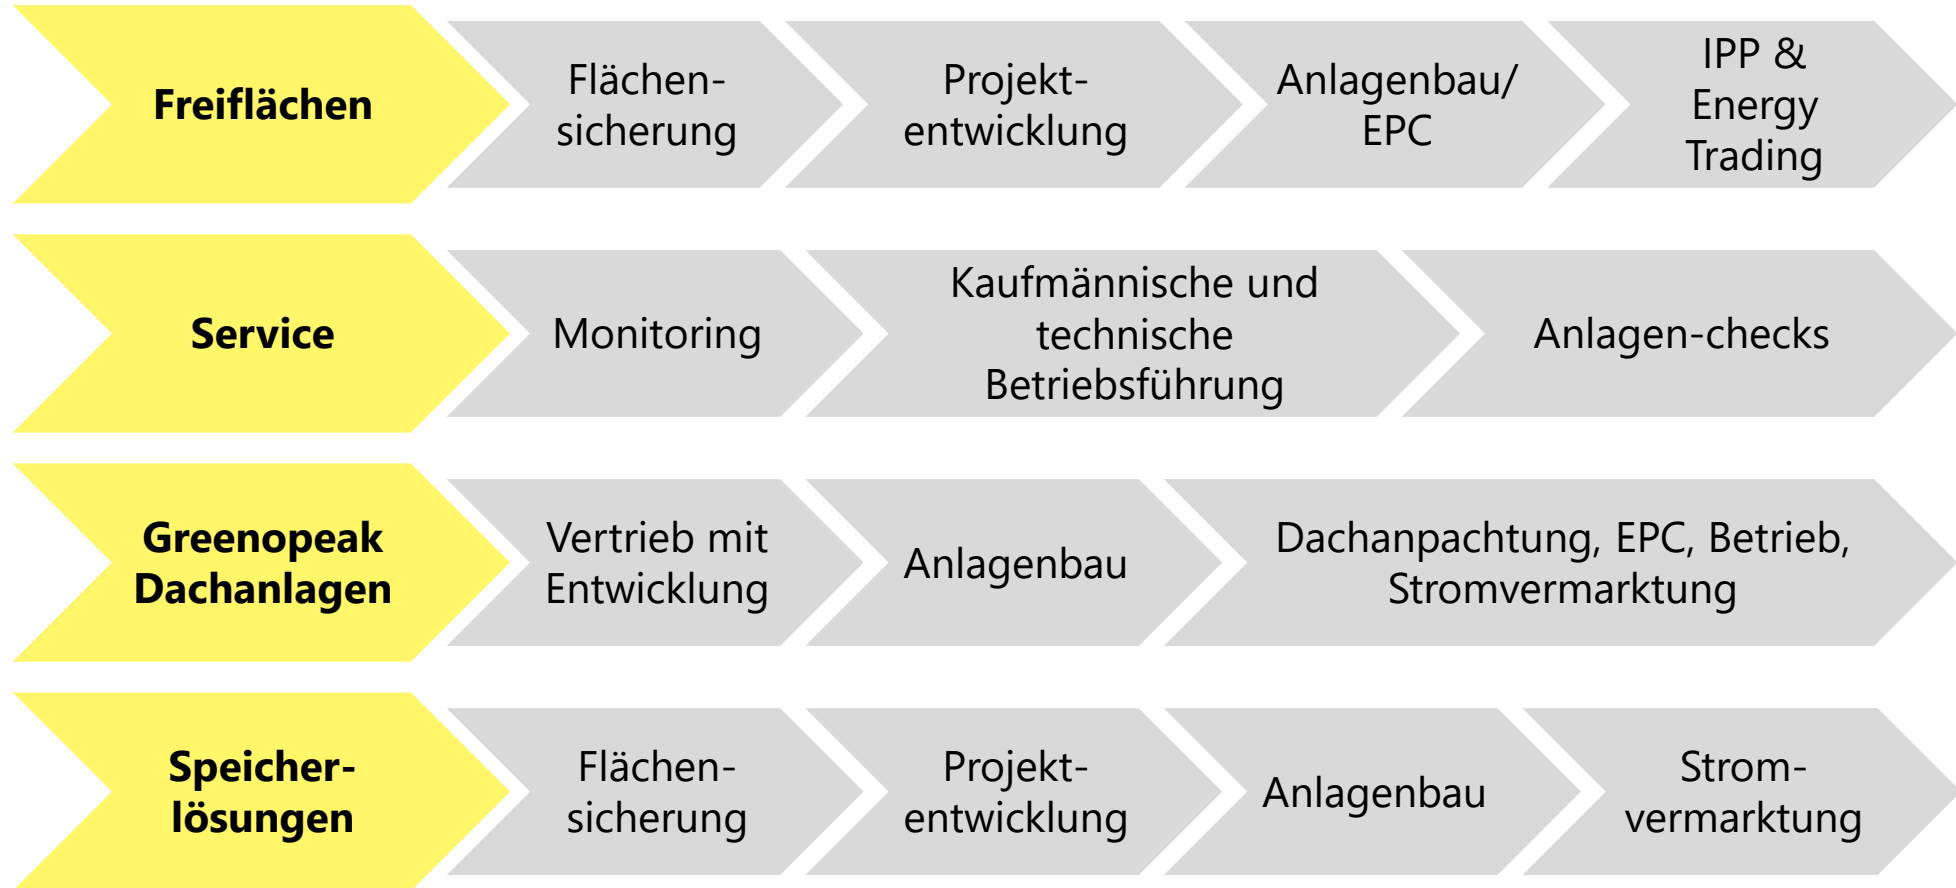 Freiflächen
Flächen-
sicherung
Projekt-
entwicklung
Anlagenbau/
EPC
IPP &
Energy
Trading
Service
Monitoring
Kaufmännische und
technische
Betriebsführung
Anlagen-checks
Greenopeak
Dachanlagen
Vertrieb mit
Entwicklung
Anlagenbau
Dachanpachtung, EPC, Betrieb,
Stromvermarktung
Speicher-
lösungen
Flächen-
sicherung
Projekt-
entwicklung
Anlagenbau
Strom-
vermarktung